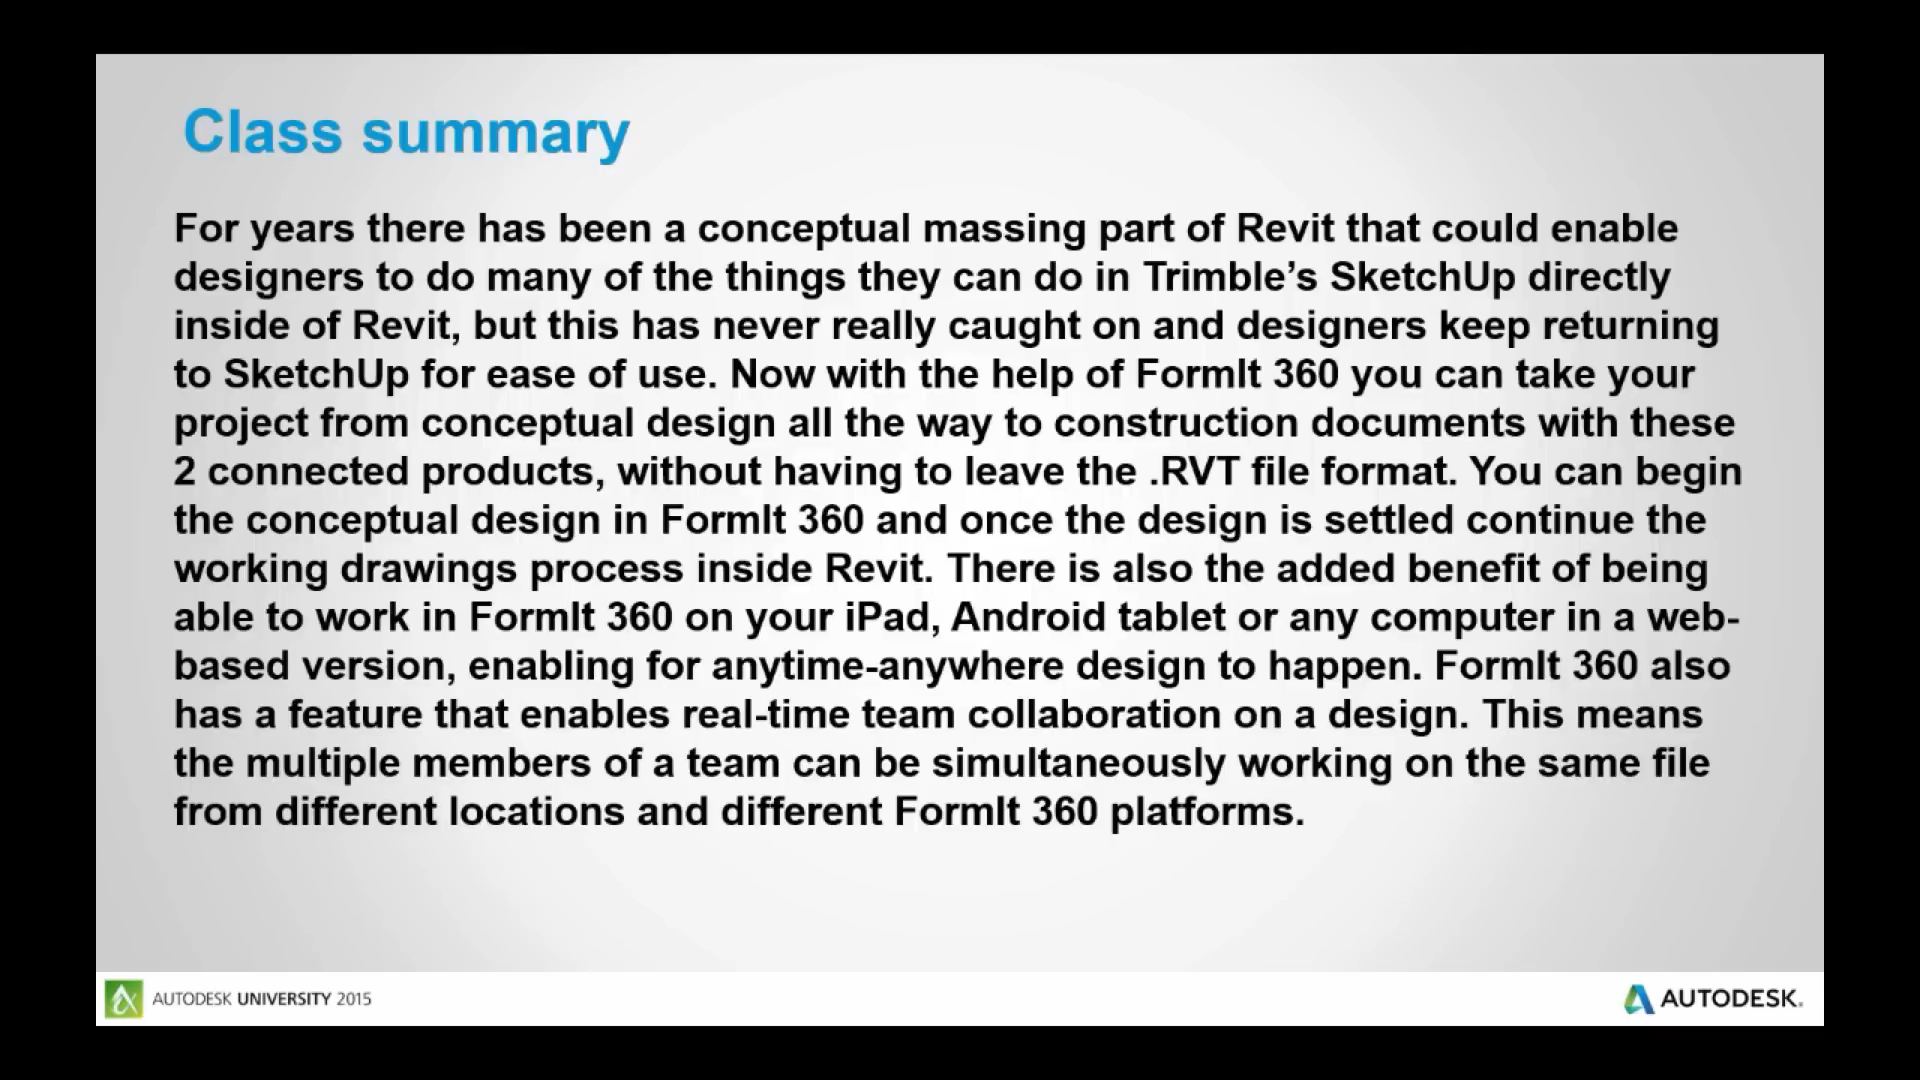 Class summary
For years there has been a conceptual massing part of Revit that could enable
designers to do many of the things they can do in Trimble’s SketchUp directly
inside of Revit, but this has never really caught on and designers keep returning
to SketchUp for ease of use. Now with the help of FormIt 360 you can take your
project from conceptual design all the way to construction documents with these
2 connected products, without having to leave the .RVT file format. You can begin
the conceptual design in FormIt 360 and once the design is settled continue the
working drawings process inside Revit. There is also the added benefit of being
able to work in FormIt 360 on your iPad, Android tablet or any computer in a web-
based version, enabling for anytime-anywhere design to happen. FormIt 360 also
has a feature that enables real-time team collaboration on a design. This means
the multiple members of a team can be simultaneously working on the same file
from different locations and different FormIt 360 platforms.
AUTODESK UNIVERSITY 2015
AUTODESK.